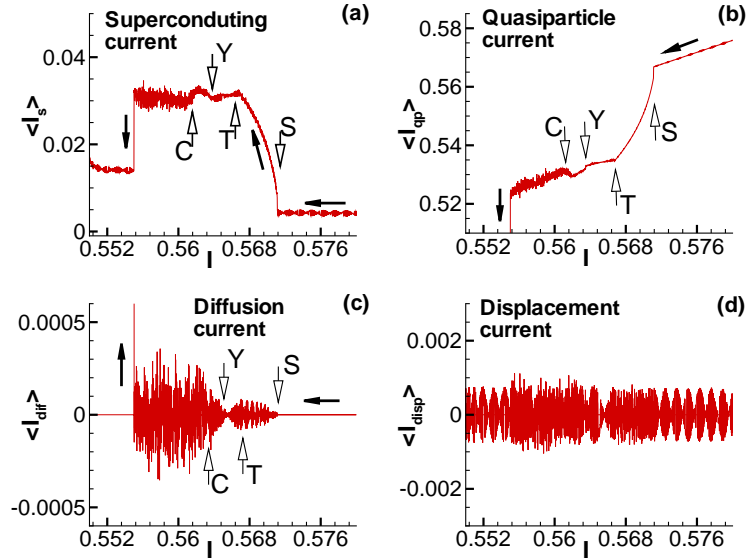 (a)
Superconduting
current
<I_s>
0.04
0.02
0
Y
C
T
S
0.552
0.56
0.568
0.576
I
(b)
Quasiparticle
current
<I_qp>
0.58
0.56
0.54
0.52
C
Y
S
T
0.552
0.56
0.568
0.576
I
(c)
Diffusion
current
<I_dif>
0.0005
0
-0.0005
Y
S
C
T
0.552
0.56
0.568
0.576
I
(d)
Displacement
current
<I_disp>
0.002
0
-0.002
0.552
0.56
0.568
0.576
I